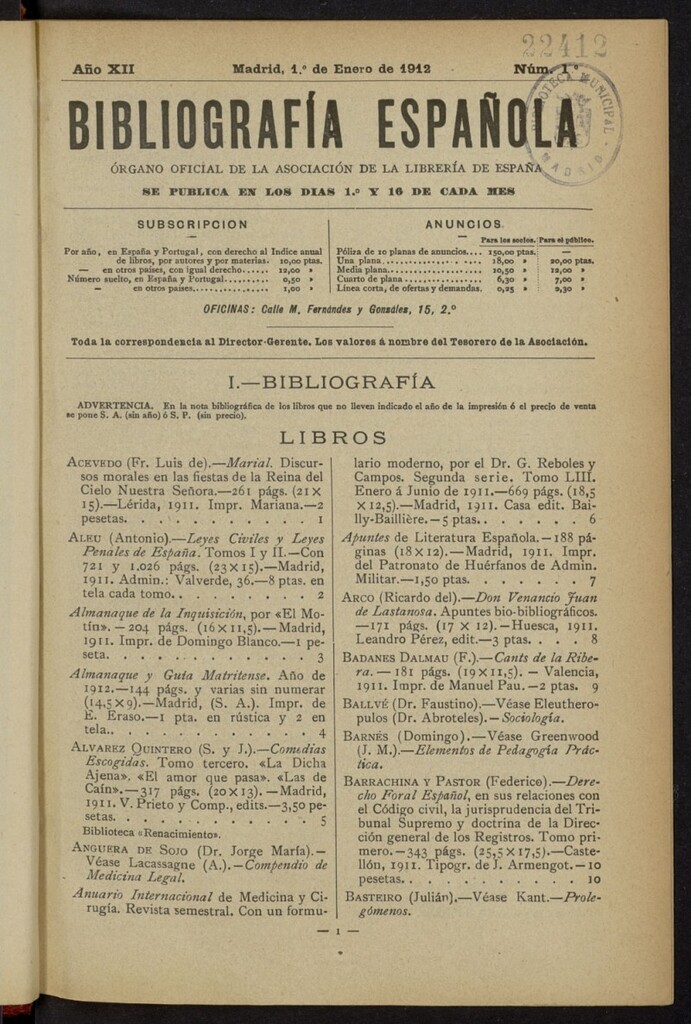 22412
Año XII
Madrid, 1.º de Enero de 1912
Núm. 1.º
BIBLIOTECA MUNICIPAL
MADRID
BIBLIOGRAFÍA ESPAÑOLA
ÓRGANO OFICIAL DE LA ASOCIACIÓN DE LA LIBRERÍA DE ESPAÑA
SE PUBLICA EN LOS DIAS 1.º Y 16 DE CADA MES
SUBSCRIPCION
Por año, en España y Portugal, con derecho al Indice anual
de libros, por autores y por materias. 10,00 ptas.
— en otros países, con igual derecho...... 12,00 »
Número suelto, en España y Portugal......... 0,50 »
— en otros países.............. 1,00 »
ANUNCIOS
Para los socios. Para el público.
Póliza de 10 planas de anuncios.... 150,00 ptas. —
Una plana.................... 18,00 » 20,00 ptas.
Media plana.................. 10,50 » 12,00 »
Cuarto de plana.............. 6,30 » 7,00 »
Línea corta, de ofertas y demandas. 0,25 » 0,30 »
OFICINAS: Calle M. Fernández y González, 15, 2.º
Toda la correspondencia al Director-Gerente. Los valores á nombre del Tesorero de la Asociación.
I.—BIBLIOGRAFÍA
ADVERTENCIA. En la nota bibliográfica de los libros que no lleven indicado el año de la impresión ó el precio de venta
se pone S. A. (sin año) ó S. P. (sin precio).
LIBROS
ACEVEDO (Fr. Luis de).—Marial. Discur-
sos morales en las fiestas de la Reina del
Cielo Nuestra Señora.—261 págs. (21 X
15).—Lérida, 1911. Impr. Mariana.—2
pesetas. . . . . . . . . . . 1
ALEU (Antonio).—Leyes Civiles y Leyes
Penales de España. Tomos I y II.—Con
721 y 1.026 págs. (23×15).—Madrid,
1911. Admin.: Valverde, 36.—8 ptas. en
tela cada tomo. . . . . . . . . 2
Almanaque de la Inquisición, por «El Mo-
tín».—204 págs. (16×11,5).—Madrid,
1911. Impr. de Domingo Blanco.—1 pe-
seta. . . . . . . . . . . . 3
Almanaque y Guía Matritense. Año de
1912.—144 págs. y varias sin numerar
(14,5×9).—Madrid, (S. A.). Impr. de
E. Eraso.—1 pta. en rústica y 2 en
tela. . . . . . . . . . . . 4
ALVAREZ QUINTERO (S. y J.).—Comedias
Escogidas. Tomo tercero. «La Dicha
Ajena». «El amor que pasa». «Las de
Caín».—317 págs. (20×13).—Madrid,
1911. V. Prieto y Comp., edits.—3,50 pe-
setas. . . . . . . . . . . . 5
Biblioteca «Renacimiento».
ANGUERA DE SOJO (Dr. Jorge María).—
Véase Lacassagne (A.).—Compendio de
Medicina Legal.
Anuario Internacional de Medicina y Ci-
rugía. Revista semestral. Con un formu-
lario moderno, por el Dr. G. Reboles y
Campos. Segunda serie. Tomo LIII.
Enero á Junio de 1911.—669 págs. (18,5
×12,5).—Madrid, 1911. Casa edit. Bai-
lly-Baillière.—5 ptas. . . . . . . 6
Apuntes de Literatura Española.—188 pá-
ginas (18×12).—Madrid, 1911. Impr.
del Patronato de Huérfanos de Admin.
Militar.—1,50 ptas. . . . . . . 7
ARCO (Ricardo del).—Don Venancio Juan
de Lastanosa. Apuntes bio-bibliográficos.
—171 págs. (17 × 12).—Huesca, 1911.
Leandro Pérez, edit.—3 ptas. . . . 8
BADANES DALMAU (F.).—Cants de la Ribe-
ra.—181 págs. (19×11,5).—Valencia,
1911. Impr. de Manuel Pau.—2 ptas. 9
BALLVÉ (Dr. Faustino).—Véase Eleuthero-
pulos (Dr. Abroteles).—Sociología.
BARNÉS (Domingo).—Véase Greenwood
(J. M.).—Elementos de Pedagogía Prác-
tica.
BARRACHINA Y PASTOR (Federico).—Dere-
cho Foral Español, en sus relaciones con
el Código civil, la jurisprudencia del Tri-
bunal Supremo y doctrina de la Direc-
ción general de los Registros. Tomo pri-
mero.—343 págs. (25,5×17,5).—Caste-
llón, 1911. Tipogr. de J. Armengot.—10
pesetas. . . . . . . . . . . 10
BASTEIRO (Julián).—Véase Kant.—Prole-
gómenos.
— 1 —